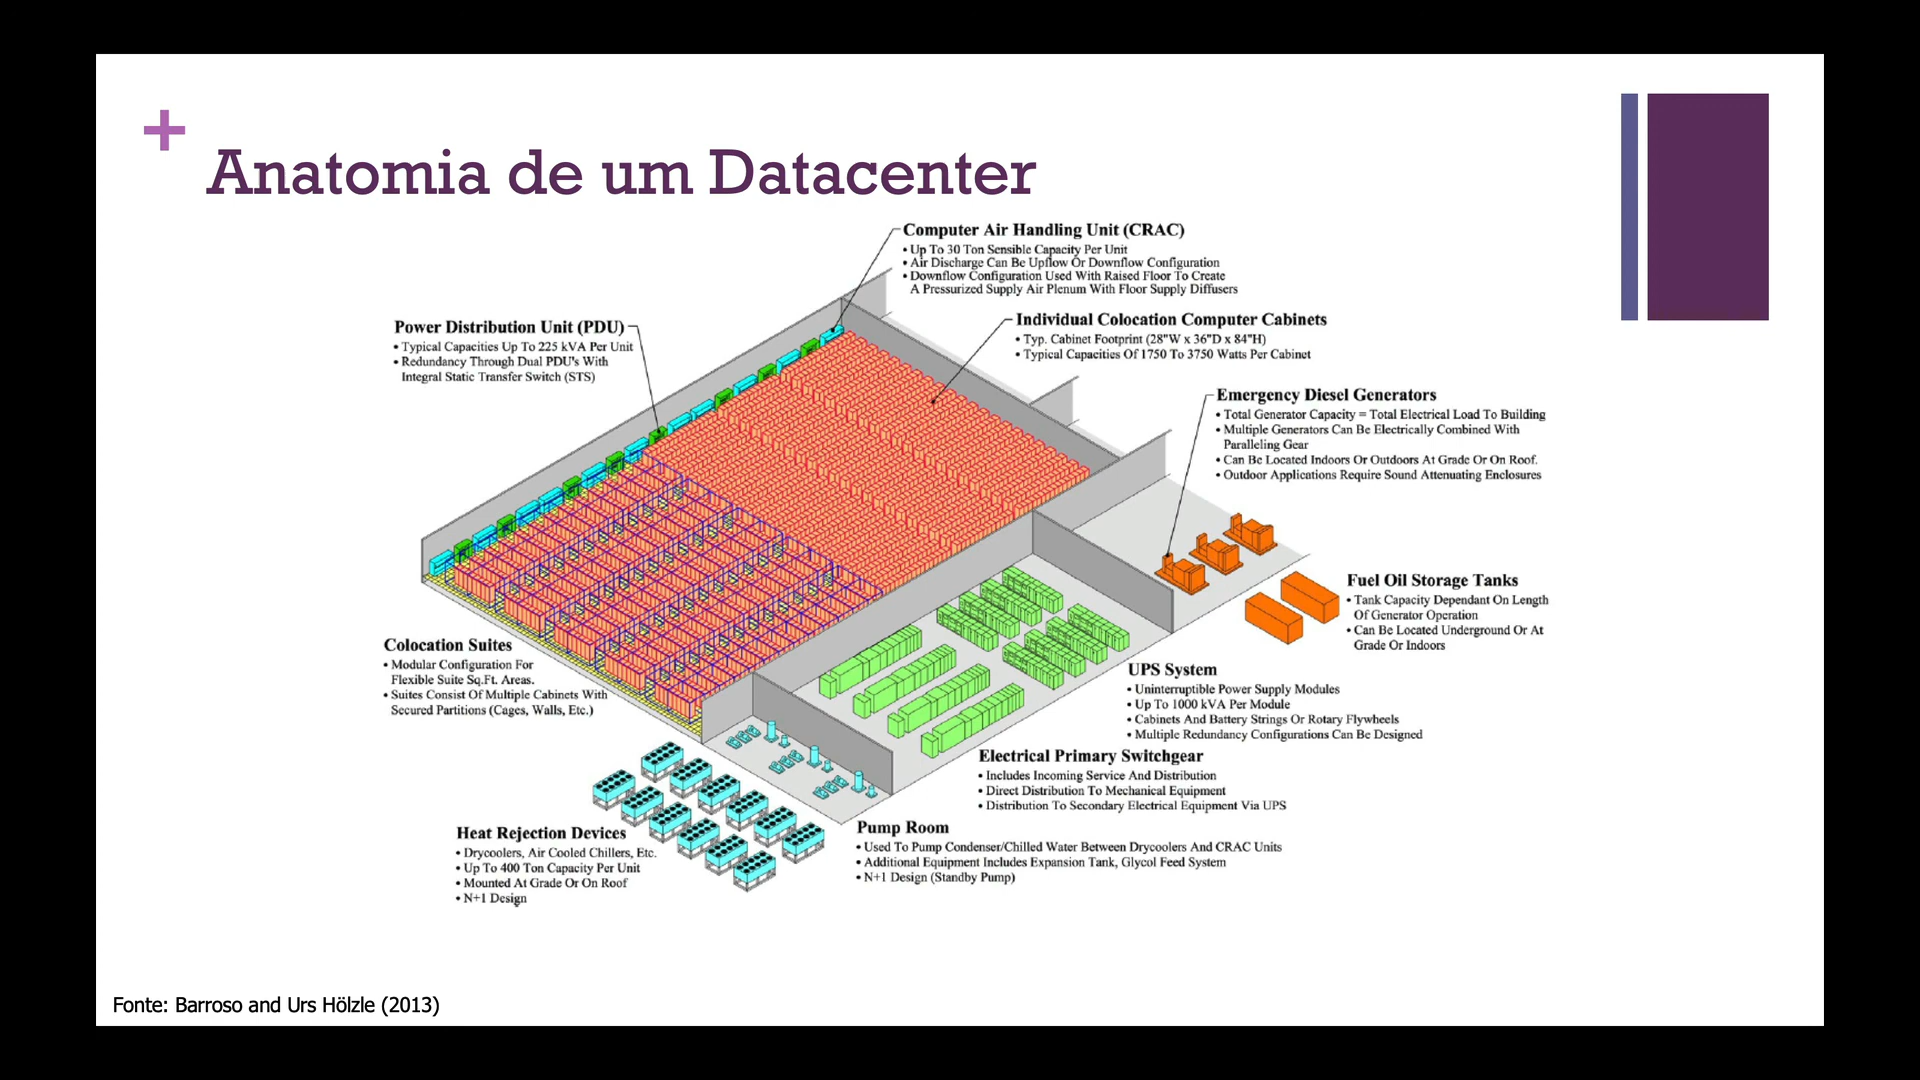 +
Anatomia de um Datacenter
Computer Air Handling Unit (CRAC)
• Up To 30 Ton Sensible Capacity Per Unit
• Air Discharge Can Be Upflow Or Downflow Configuration
• Downflow Configuration Used With Raised Floor To Create
A Pressurized Supply Air Plenum With Floor Supply Diffusers
Power Distribution Unit (PDU)
• Typical Capacities Up To 225 kVA Per Unit
• Redundancy Through Dual PDU's With
Integral Static Transfer Switch (STS)
Individual Colocation Computer Cabinets
• Typ. Cabinet Footprint (28"W x 36"D x 84"H)
• Typical Capacities Of 1750 To 3750 Watts Per Cabinet
Emergency Diesel Generators
• Total Generator Capacity = Total Electrical Load To Building
• Multiple Generators Can Be Electrically Combined With
Paralleling Gear
• Can Be Located Indoors Or Outdoors At Grade Or On Roof.
• Outdoor Applications Require Sound Attenuating Enclosures
Fuel Oil Storage Tanks
• Tank Capacity Dependant On Length
Of Generator Operation
• Can Be Located Underground Or At
Grade Or Indoors
Colocation Suites
• Modular Configuration For
Flexible Suite Sq.Ft. Areas.
• Suites Consist Of Multiple Cabinets With
Secured Partitions (Cages, Walls, Etc.)
UPS System
• Uninterruptible Power Supply Modules
• Up To 1000 kVA Per Module
• Cabinets And Battery Strings Or Rotary Flywheels
• Multiple Redundancy Configurations Can Be Designed
Electrical Primary Switchgear
• Includes Incoming Service And Distribution
• Direct Distribution To Mechanical Equipment
• Distribution To Secondary Electrical Equipment Via UPS
Heat Rejection Devices
• Drycoolers, Air Cooled Chillers, Etc.
• Up To 400 Ton Capacity Per Unit
• Mounted At Grade Or On Roof
• N+1 Design
Pump Room
• Used To Pump Condenser/Chilled Water Between Drycoolers And CRAC Units
• Additional Equipment Includes Expansion Tank, Glycol Feed System
• N+1 Design (Standby Pump)
Fonte: Barroso and Urs Hölzle (2013)